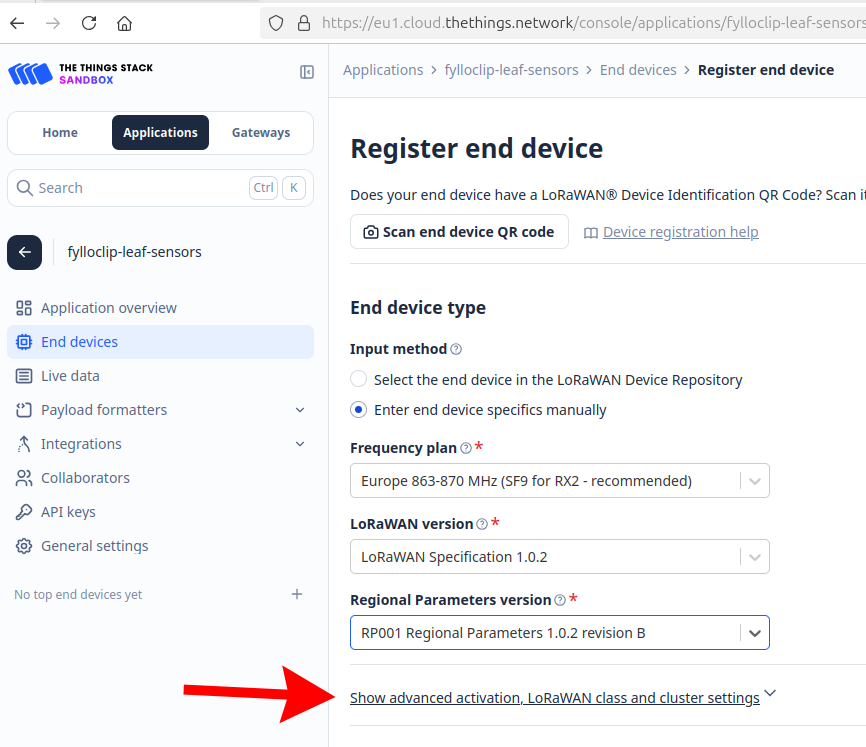 https://eu1.cloud.thethings.network/console/applications/fylloclip-leaf-sensors
THE THINGS STACK
SANDBOX
Applications > fylloclip-leaf-sensors > End devices > Register end device
Home
Applications
Gateways
Search
Ctrl
K
fylloclip-leaf-sensors
Application overview
End devices
Live data
Payload formatters
Integrations
Collaborators
API keys
General settings
No top end devices yet
+
Register end device
Does your end device have a LoRaWAN® Device Identification QR Code? Scan it
Scan end device QR code
Device registration help
End device type
Input method
Select the end device in the LoRaWAN Device Repository
Enter end device specifics manually
Frequency plan *
Europe 863-870 MHz (SF9 for RX2 - recommended)
LoRaWAN version *
LoRaWAN Specification 1.0.2
Regional Parameters version *
RP001 Regional Parameters 1.0.2 revision B
Show advanced activation, LoRaWAN class and cluster settings